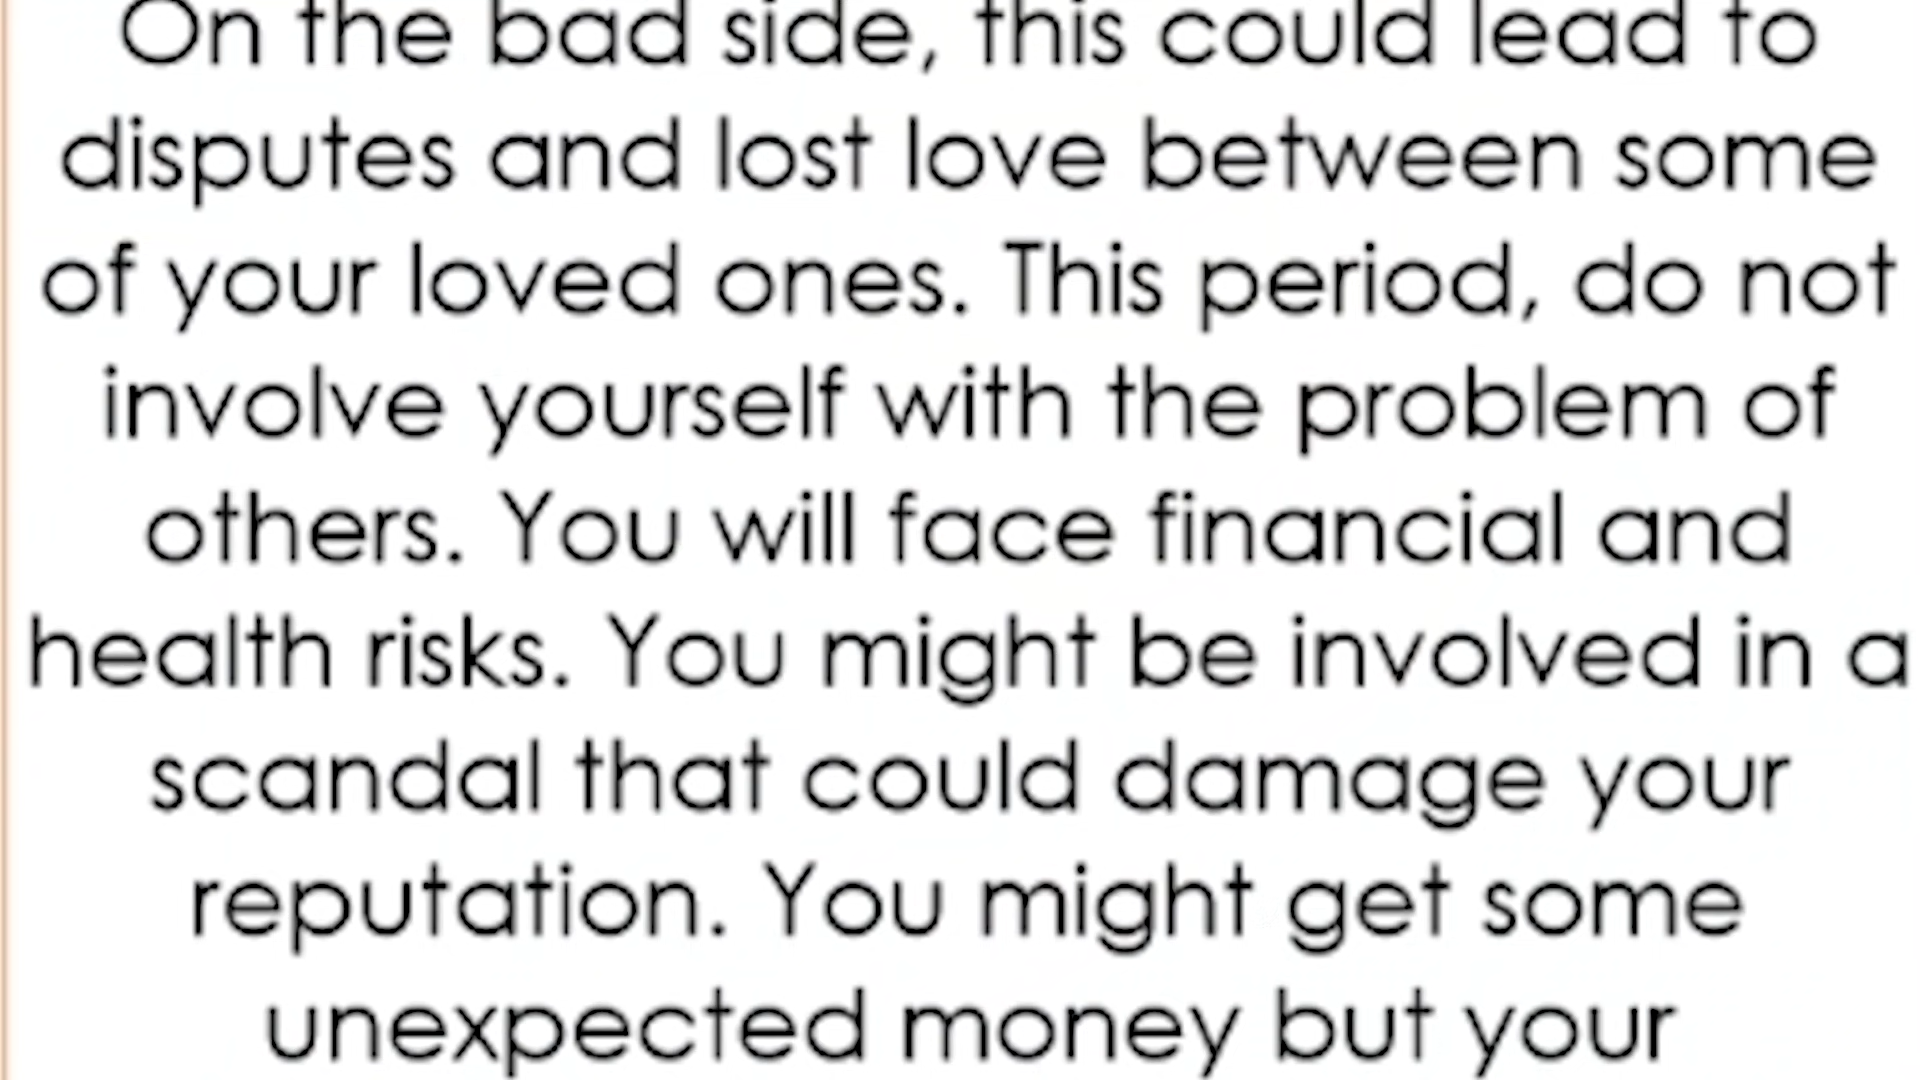 On the bad side, this could lead to
disputes and lost love between some
of your loved ones. This period, do not
involve yourself with the problem of
others. You will face financial and
health risks. You might be involved in a
scandal that could damage your
reputation. You might get some
unexpected money but your